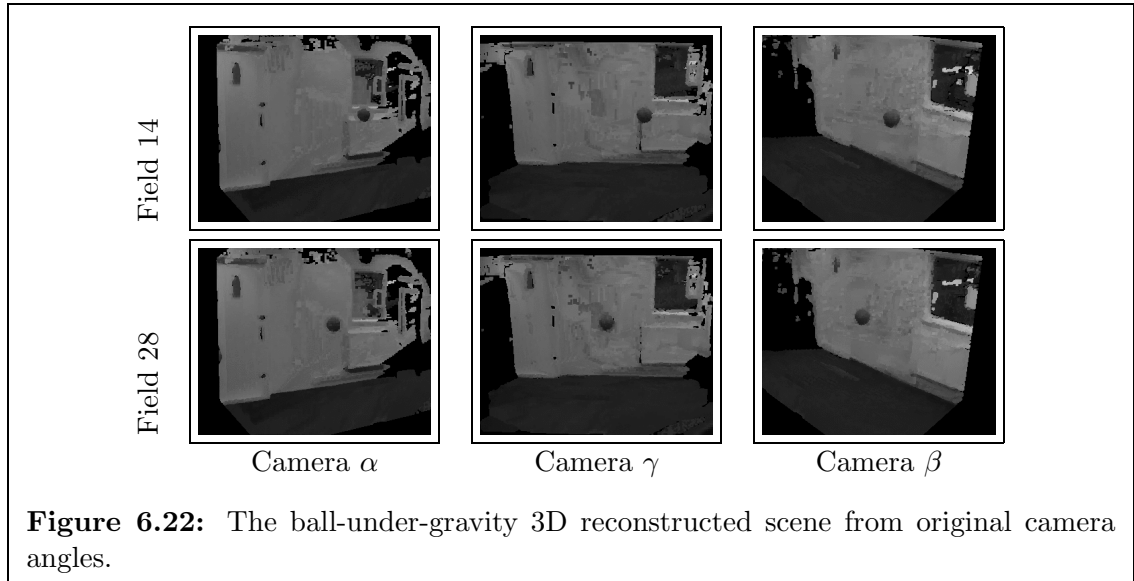 Field 14
Field 28
Camera α
Camera γ
Camera β
Figure 6.22: The ball-under-gravity 3D reconstructed scene from original camera
angles.